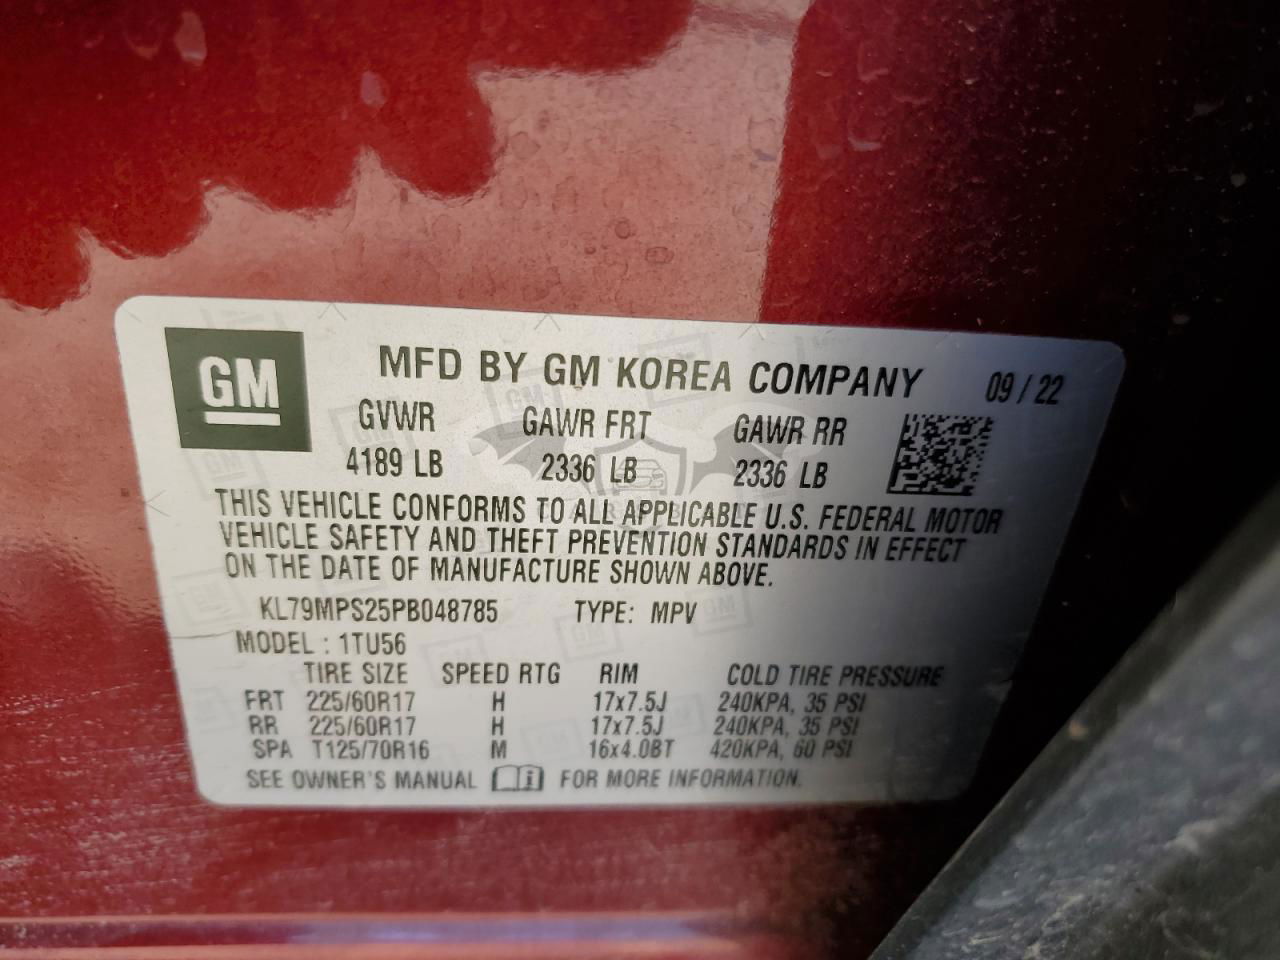 GM
MFD BY GM KOREA COMPANY 09/22
GVWR GAWR FRT GAWR RR
4189 LB 2336 LB 2336 LB
THIS VEHICLE CONFORMS TO ALL APPLICABLE U.S. FEDERAL MOTOR
VEHICLE SAFETY AND THEFT PREVENTION STANDARDS IN EFFECT
ON THE DATE OF MANUFACTURE SHOWN ABOVE.
KL79MPS25PB048785 TYPE: MPV
MODEL : 1TU56
TIRE SIZE SPEED RTG RIM COLD TIRE PRESSURE
FRT 225/60R17 H 17x7.5J 240KPA, 35 PSI
RR 225/60R17 H 17x7.5J 240KPA, 35 PSI
SPA T125/70R16 M 16x4.0BT 420KPA, 60 PSI
SEE OWNER'S MANUAL FOR MORE INFORMATION.